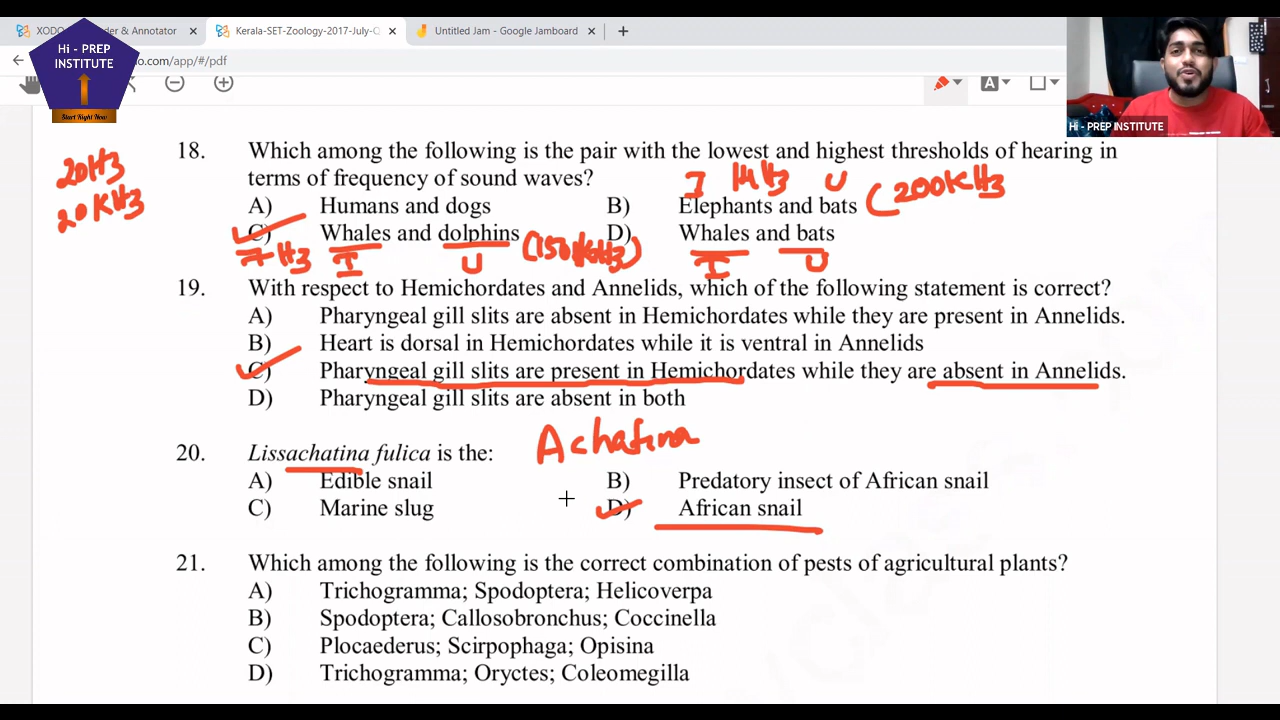 XODO
der & Annotator
Kerala-SET-Zoology-2017-July-Q
Untitled Jam - Google Jamboard
Hi - PREP
INSTITUTE
Start Right Now
o.com/app/#/pdf
A
Hi - PREP INSTITUTE
20Hz
20KHz
18. Which among the following is the pair with the lowest and highest thresholds of hearing in
terms of frequency of sound waves?
I 14Hz U (200KHz
A) Humans and dogs B) Elephants and bats
C) Whales and dolphins D) Whales and bats
7Hz I U (150KHz) I U
19. With respect to Hemichordates and Annelids, which of the following statement is correct?
A) Pharyngeal gill slits are absent in Hemichordates while they are present in Annelids.
B) Heart is dorsal in Hemichordates while it is ventral in Annelids
C) Pharyngeal gill slits are present in Hemichordates while they are absent in Annelids.
D) Pharyngeal gill slits are absent in both
Achatina
20. Lissachatina fulica is the:
A) Edible snail B) Predatory insect of African snail
C) Marine slug D) African snail
21. Which among the following is the correct combination of pests of agricultural plants?
A) Trichogramma; Spodoptera; Helicoverpa
B) Spodoptera; Callosobronchus; Coccinella
C) Plocaederus; Scirpophaga; Opisina
D) Trichogramma; Oryctes; Coleomegilla